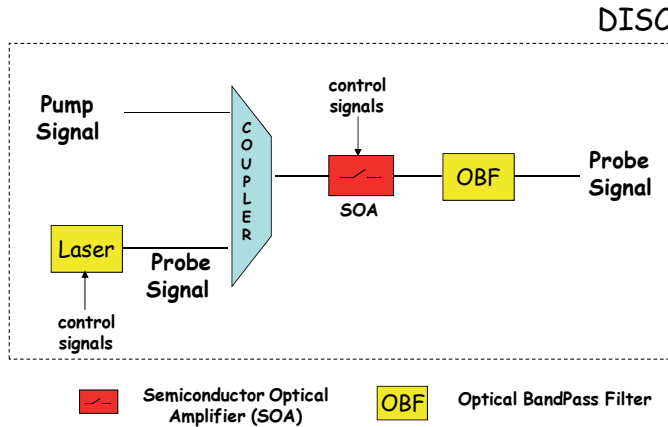 DISC
Pump
Signal
COUPLER
control
signals
SOA
OBF
Probe
Signal
Laser
Probe
Signal
control
signals
Semiconductor Optical
Amplifier (SOA)
OBF
Optical BandPass Filter